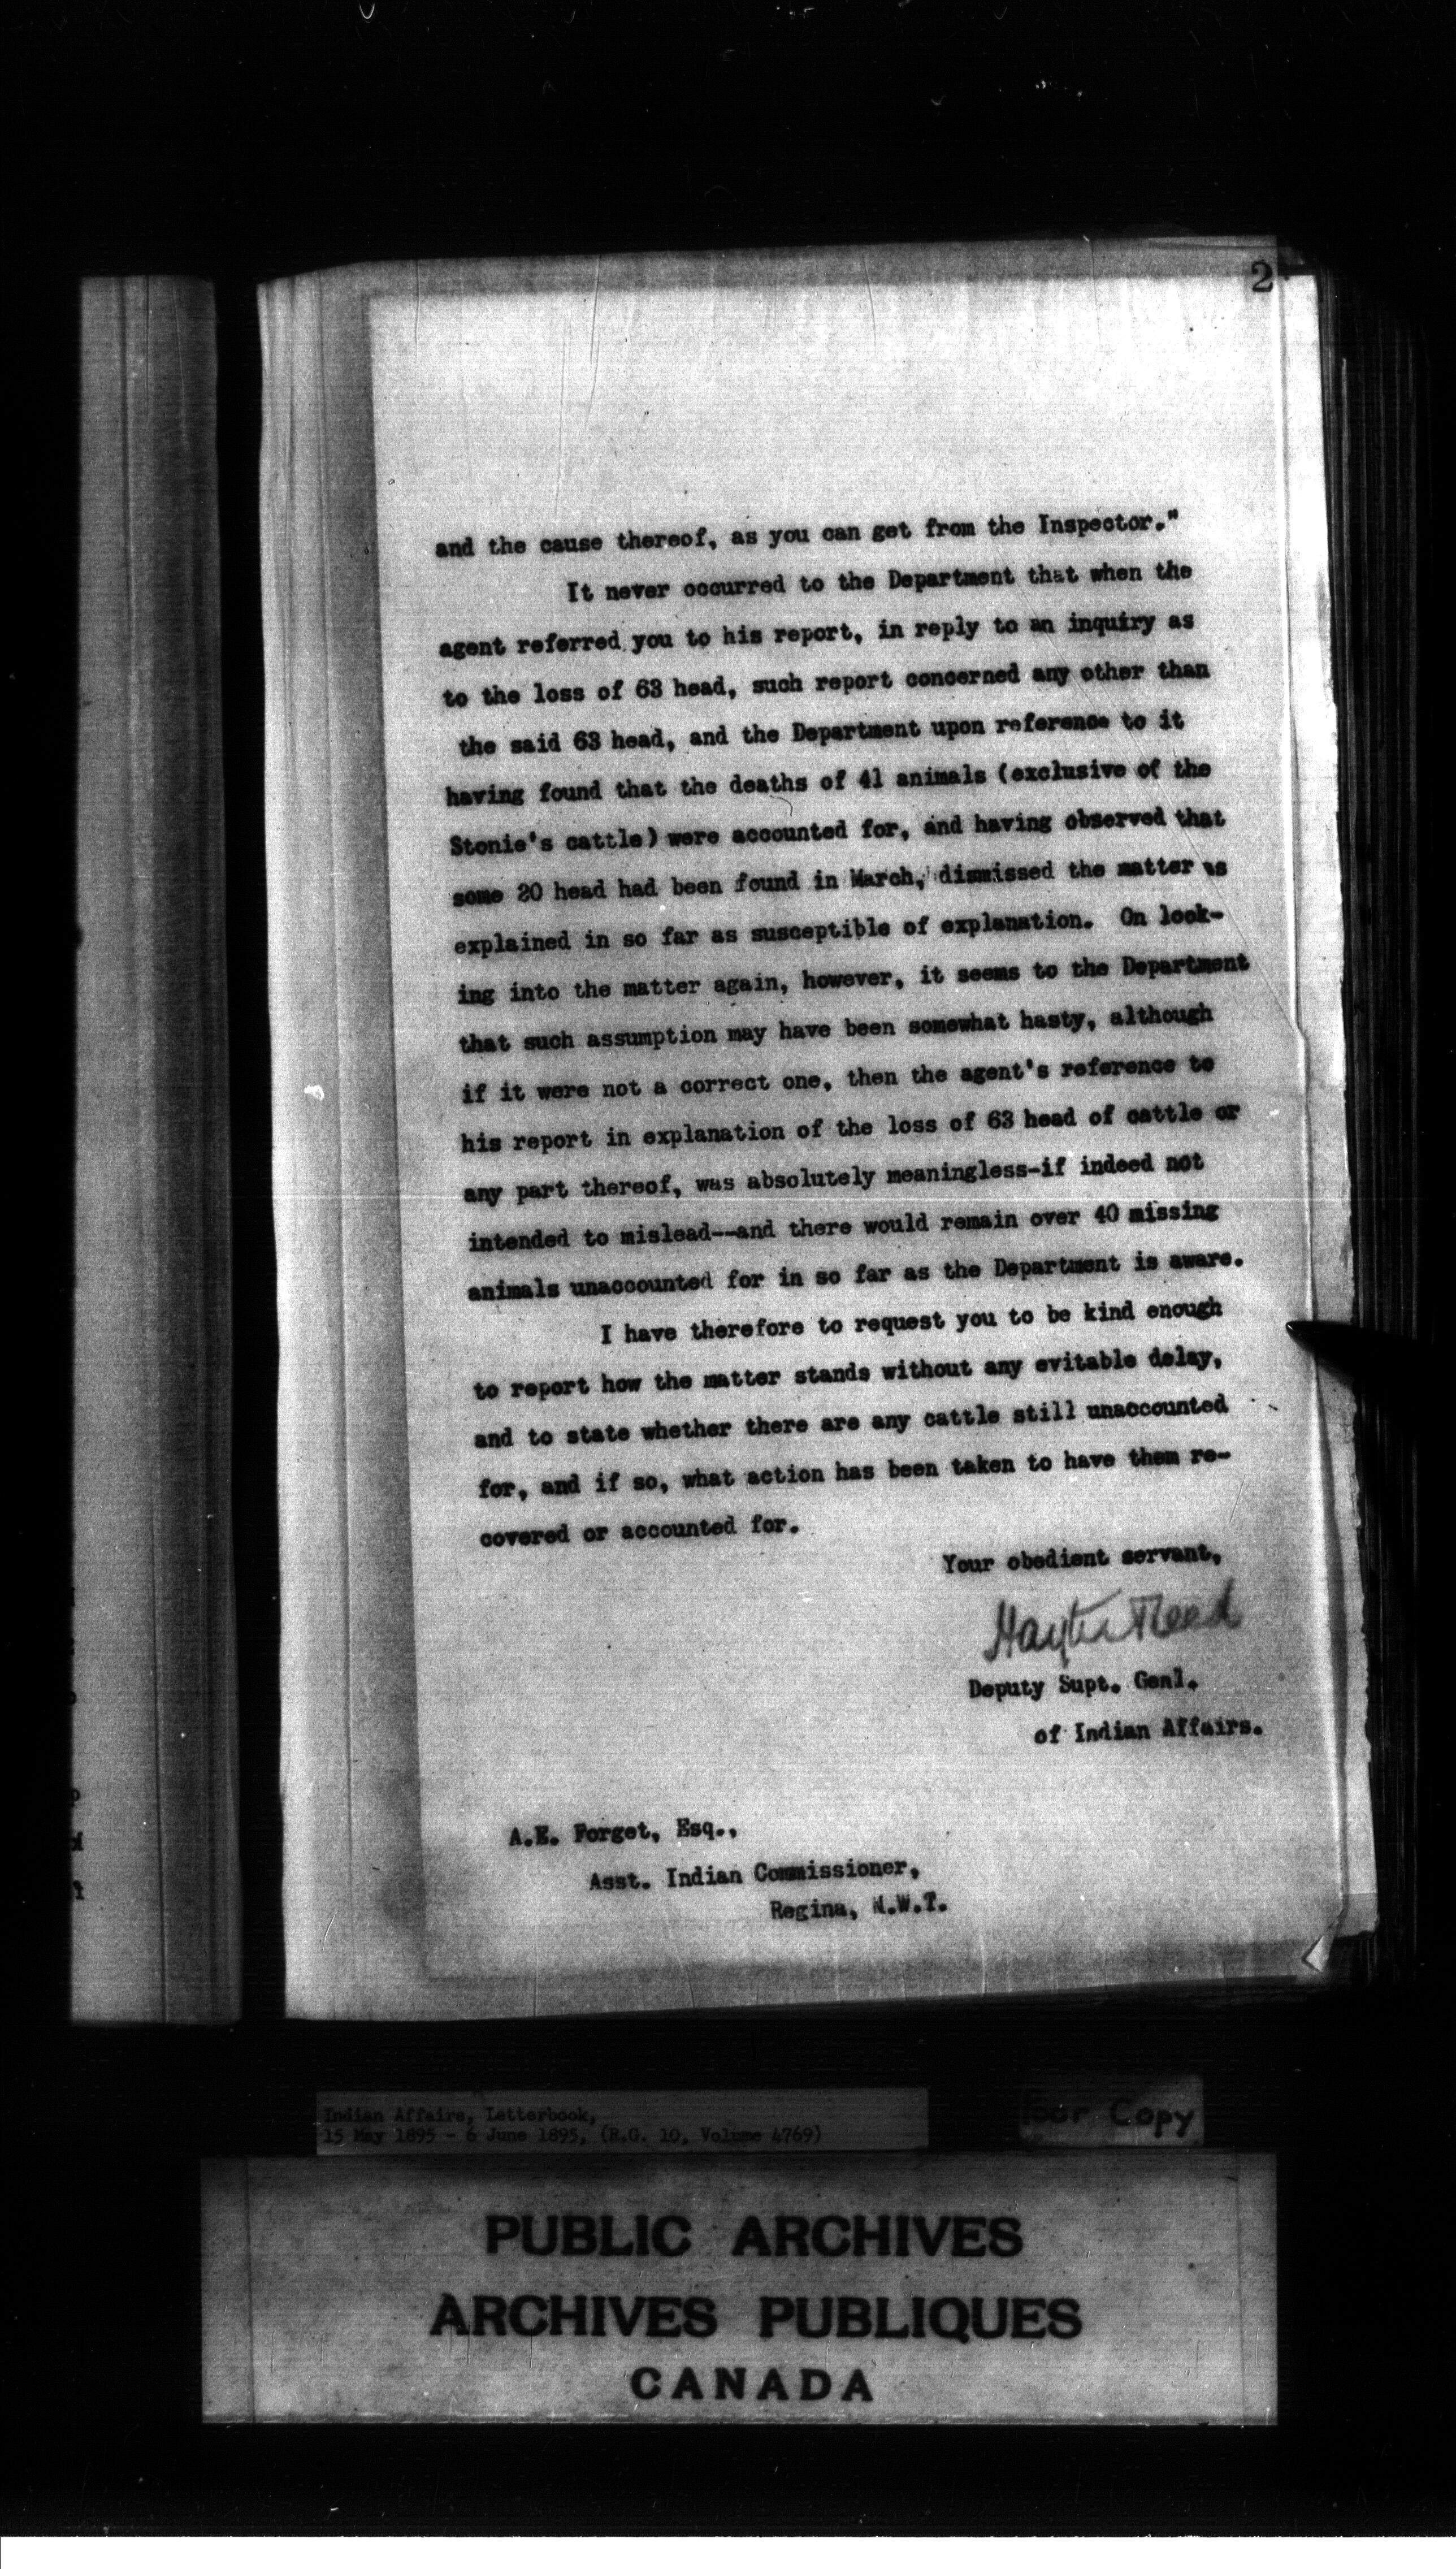 2
and the cause thereof, as you can get from the Inspector."
It never occurred to the Department that when the
agent referred you to his report, in reply to an inquiry as
to the loss of 63 head, such report concerned any other than
the said 63 head, and the Department upon reference to it
having found that the deaths of 41 animals (exclusive of the
Stonie's cattle) were accounted for, and having observed that
some 20 head had been found in March, dismissed the matter as
explained in so far as susceptible of explanation. On look-
ing into the matter again, however, it seems to the Department
that such assumption may have been somewhat hasty, although
if it were not a correct one, then the agent's reference to
his report in explanation of the loss of 63 head of cattle or
any part thereof, was absolutely meaningless-if indeed not
intended to mislead--and there would remain over 40 missing
animals unaccounted for in so far as the Department is aware.
I have therefore to request you to be kind enough
to report how the matter stands without any evitable delay,
and to state whether there are any cattle still unaccounted
for, and if so, what action has been taken to have them re-
covered or accounted for.
Your obedient servant,
Hayter Reed
Deputy Supt. Genl.
of Indian Affairs.
A.E. Forget, Esq.,
Asst. Indian Commissioner,
Regina, N.W.T.
Indian Affairs, Letterbook,
15 May 1895 - 6 June 1895, (R.G. 10, Volume 4769)
Poor Copy
PUBLIC ARCHIVES
ARCHIVES PUBLIQUES
CANADA